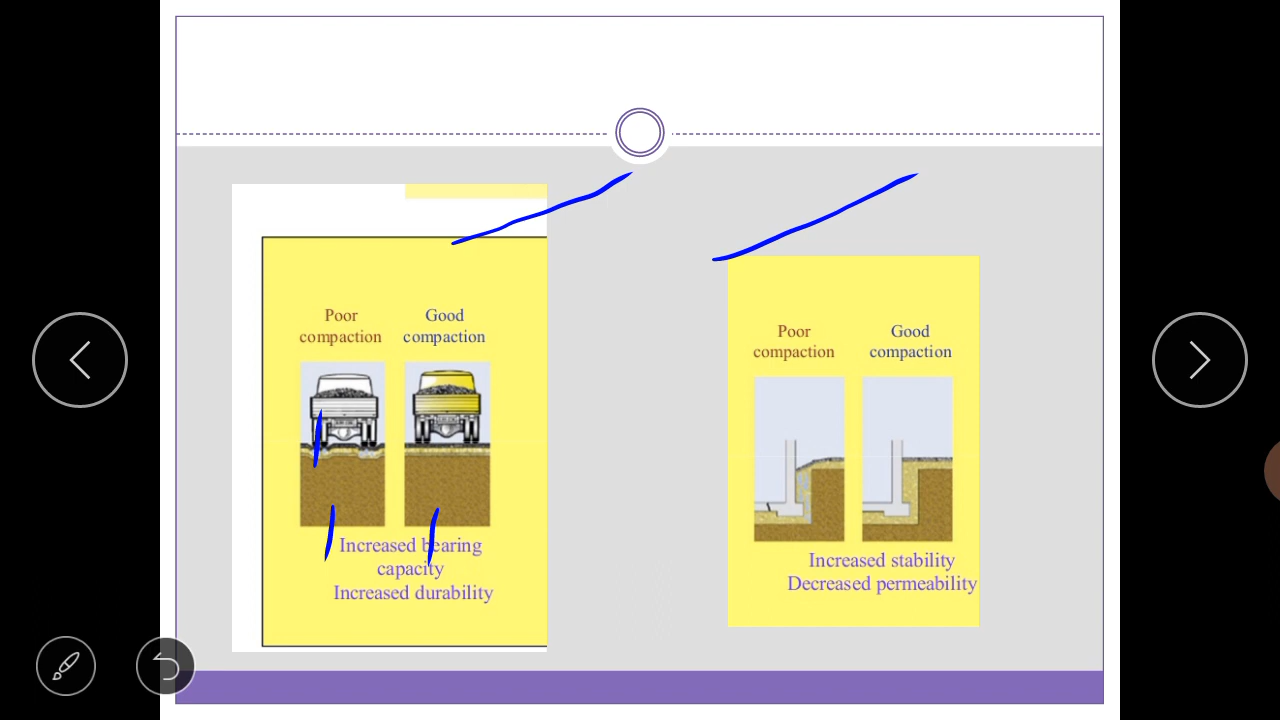 Poor
compaction
Good
compaction
Increased bearing
capacity
Increased durability
Poor
compaction
Good
compaction
Increased stability
Decreased permeability